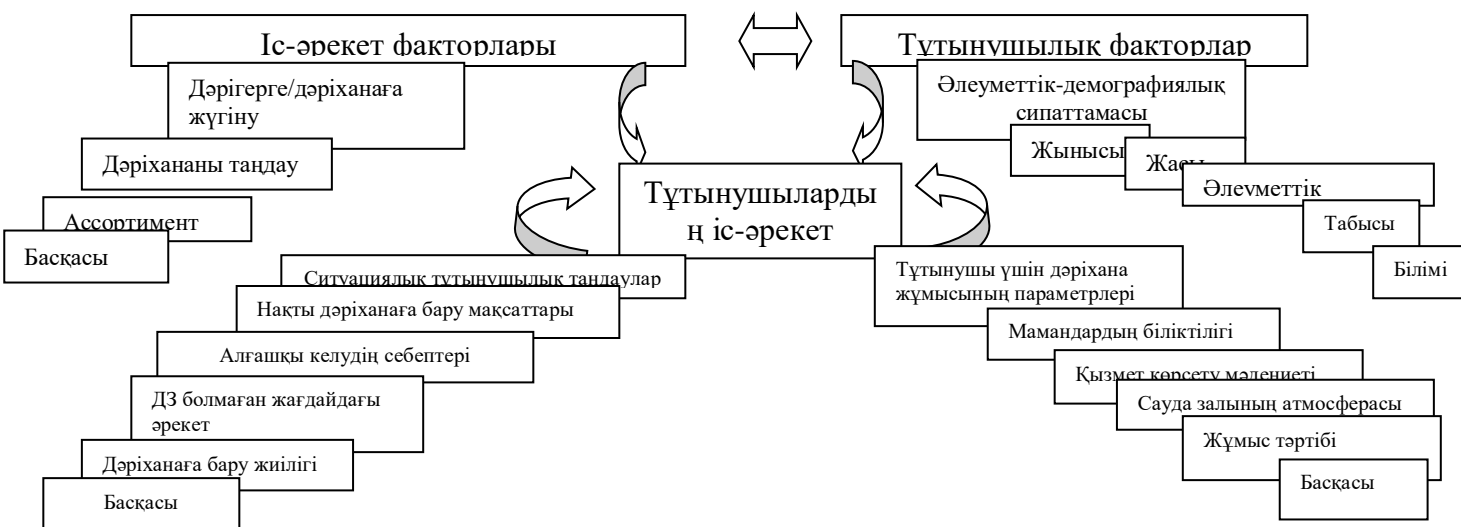 Іс-әрекет факторлары
Тұтынушылық факторлар
Дәрігерге/дәріханаға
жүгіну
Дәріхананы таңдау
Ассортимент
Басқасы
Әлеуметтік-демографиялық
сипаттамасы
Жынысы
Жасы
Әлеуметтік
Табысы
Білімі
Тұтынушыларды
ң іс-әрекет
Ситуациялық тұтынушылық таңдаулар
Нақты дәріханаға бару мақсаттары
Алғашқы келудің себептері
ДЗ болмаған жағдайдағы
әрекет
Дәріханаға бару жиілігі
Басқасы
Тұтынушы үшін дәріхана
жұмысының параметрлері
Мамандардың біліктілігі
Қызмет көрсету мәдениеті
Сауда залының атмосферасы
Жұмыс тәртібі
Басқасы